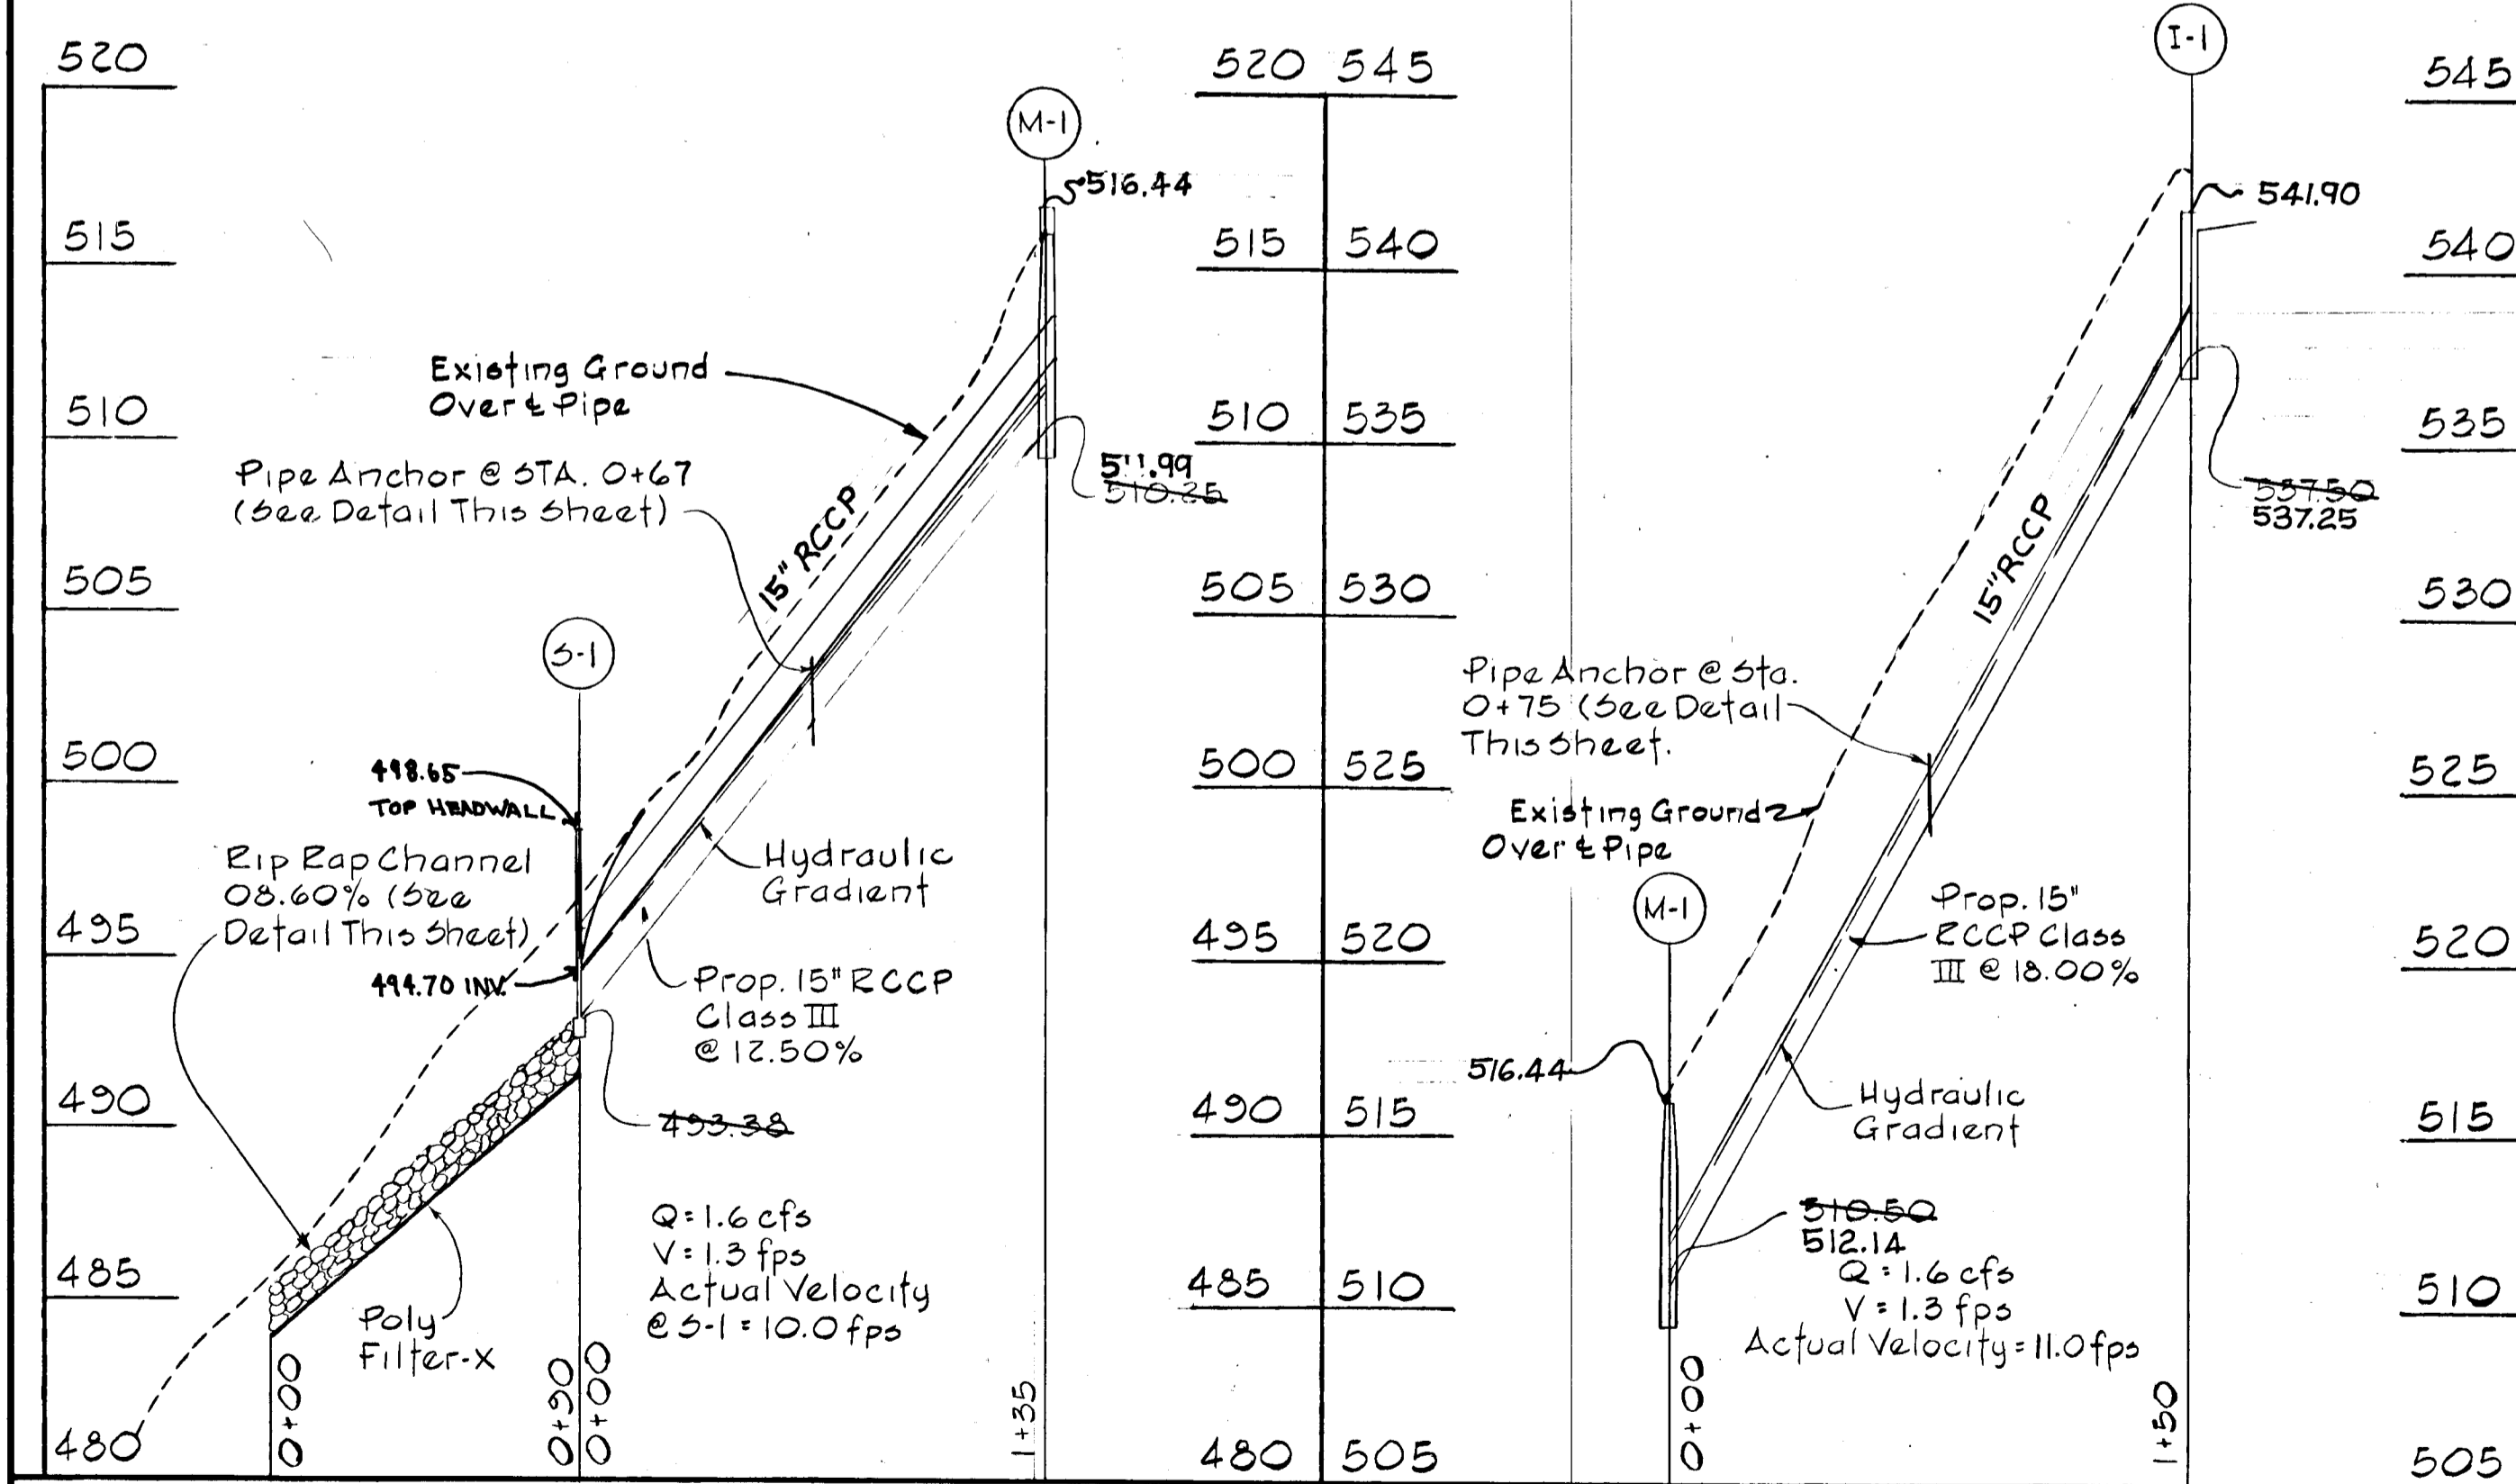 520
515
510
505
500
495
490
485
480
M-1
516.44
Existing Ground
Over ℄ Pipe
Pipe Anchor @ STA. 0+67
(See Detail This Sheet)
15" RCCP
511.99
510.25
S-1
498.65
TOP HEADWALL
Rip Rap Channel
08.60% (See
Detail This Sheet)
494.70 INV.
Hydraulic
Gradient
Prop. 15" RCCP
Class III
@ 12.50%
493.38
Q=1.6 cfs
V=1.3 fps
Actual Velocity
@ S-1=10.0 fps
Poly
Filter-X
0+00
0+90
0+00
1+35
520 545
515 540
510 535
505 530
500 525
495 520
490 515
485 510
480 505
I-1
541.90
537.50
537.25
15" RCCP
Pipe Anchor @ Sta.
0+75 (See Detail
This Sheet.
Existing Ground
Over ℄ Pipe
M-1
516.44
Prop. 15"
RCCP Class
III @ 18.00%
Hydraulic
Gradient
510.50
512.14
Q=1.6 cfs
V=1.3 fps
Actual Velocity=11.0 fps
0+00
1+50
545
540
535
530
525
520
515
510
505